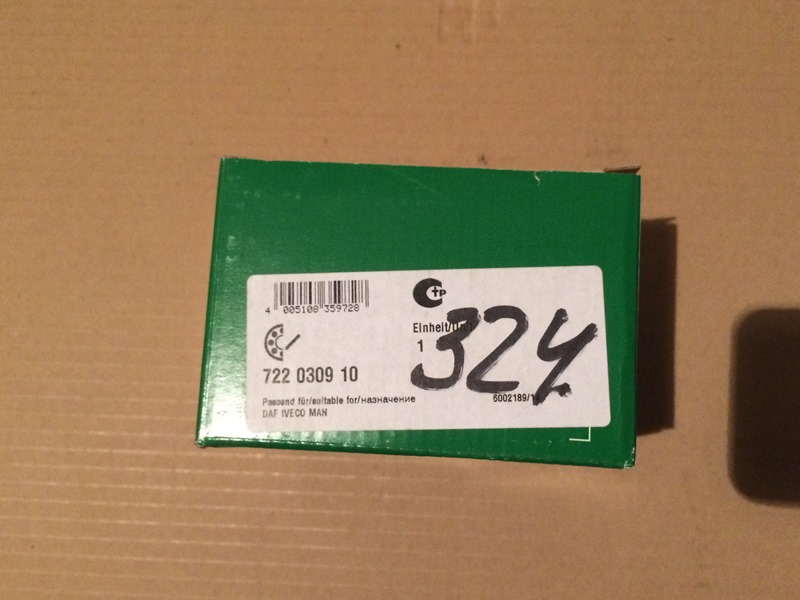 4 005108 359728
Einheit/Unit
1
324
722 0309 10
Passend für/suitable for/назначение
DAF IVECO MAN
6002189/14